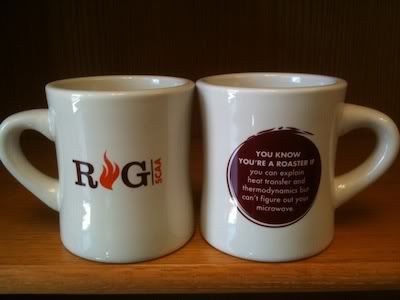 RG
SCAA
YOU KNOW
YOU'RE A ROASTER IF
you can explain
heat transfer and
thermodynamics but
can't figure out your
microwave.